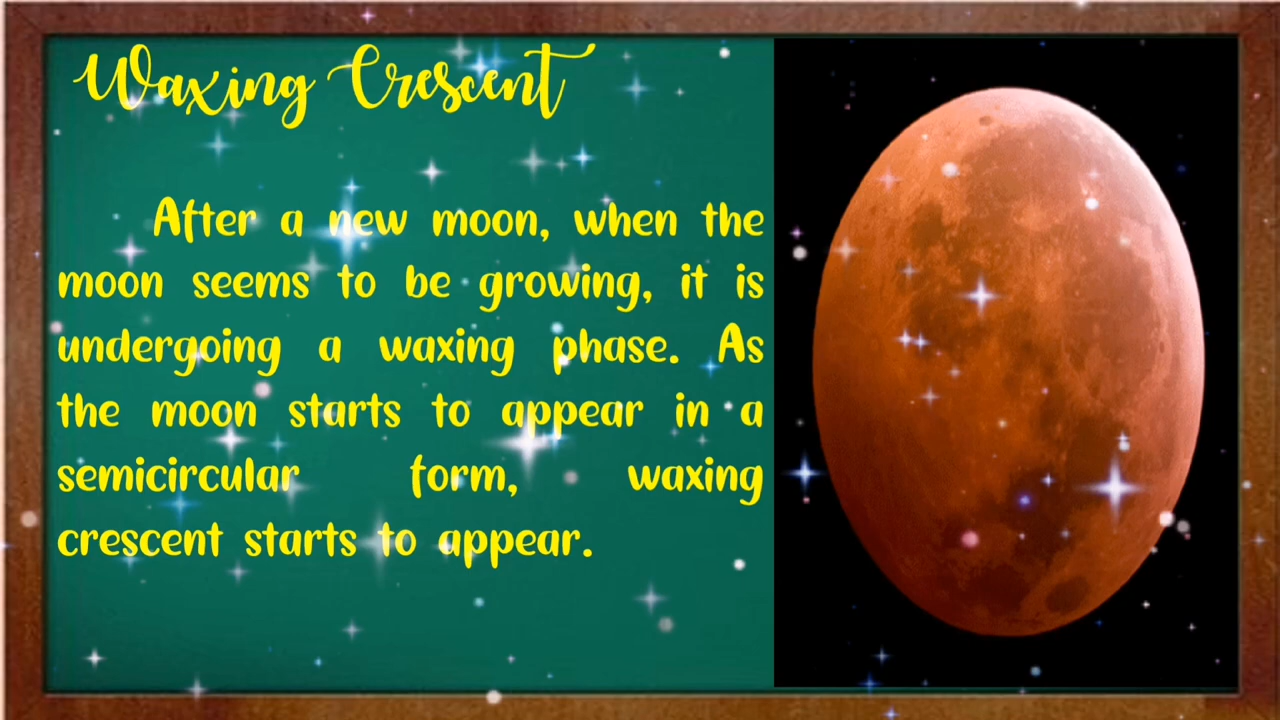 Waxing Crescent
After a new moon, when the
moon seems to be growing, it is
undergoing a waxing phase. As
the moon starts to appear in a
semicircular form, waxing
crescent starts to appear.